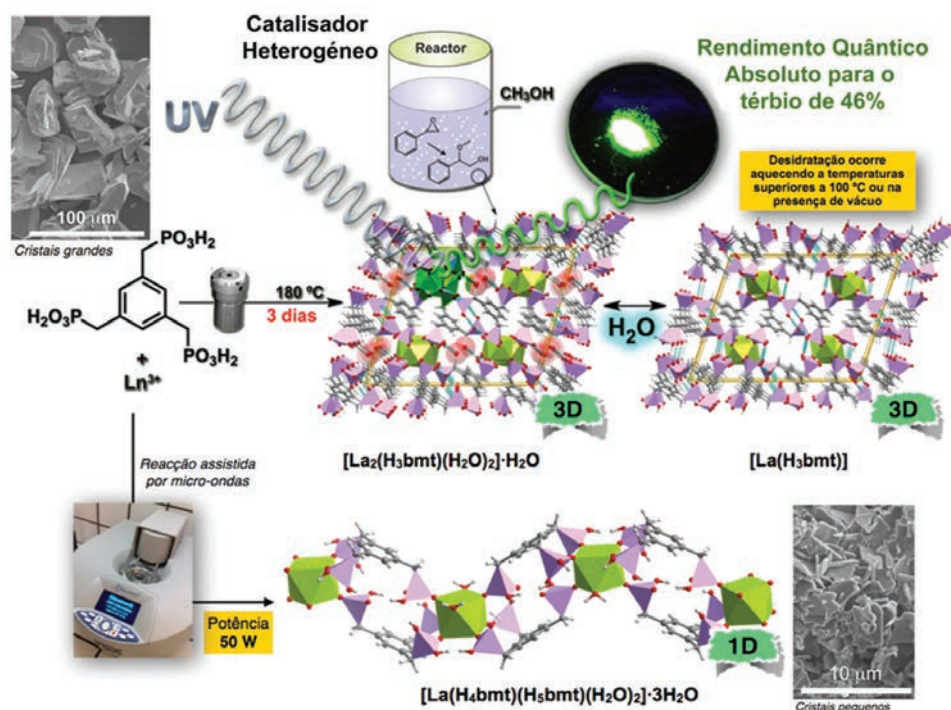 Catalisador
Heterogéneo
Reactor
CH₃OH
OH
UV
Rendimento Quântico
Absoluto para o
térbio de 46%
100 μm
Cristais grandes
Desidratação ocorre
aquecendo a temperaturas
superiores a 100 ºC ou na
presença de vácuo
PO₃H₂
H₂O₃P
PO₃H₂
+
Ln³⁺
180 ºC
3 dias
H₂O
3D
3D
[La₂(H₃bmt)(H₂O)₂]·H₂O
[La(H₃bmt)]
Reacção assistida
por micro-ondas
Potência
50 W
1D
10 μm
[La(H₄bmt)(H₅bmt)(H₂O)₂]·3H₂O
Cristais pequenos